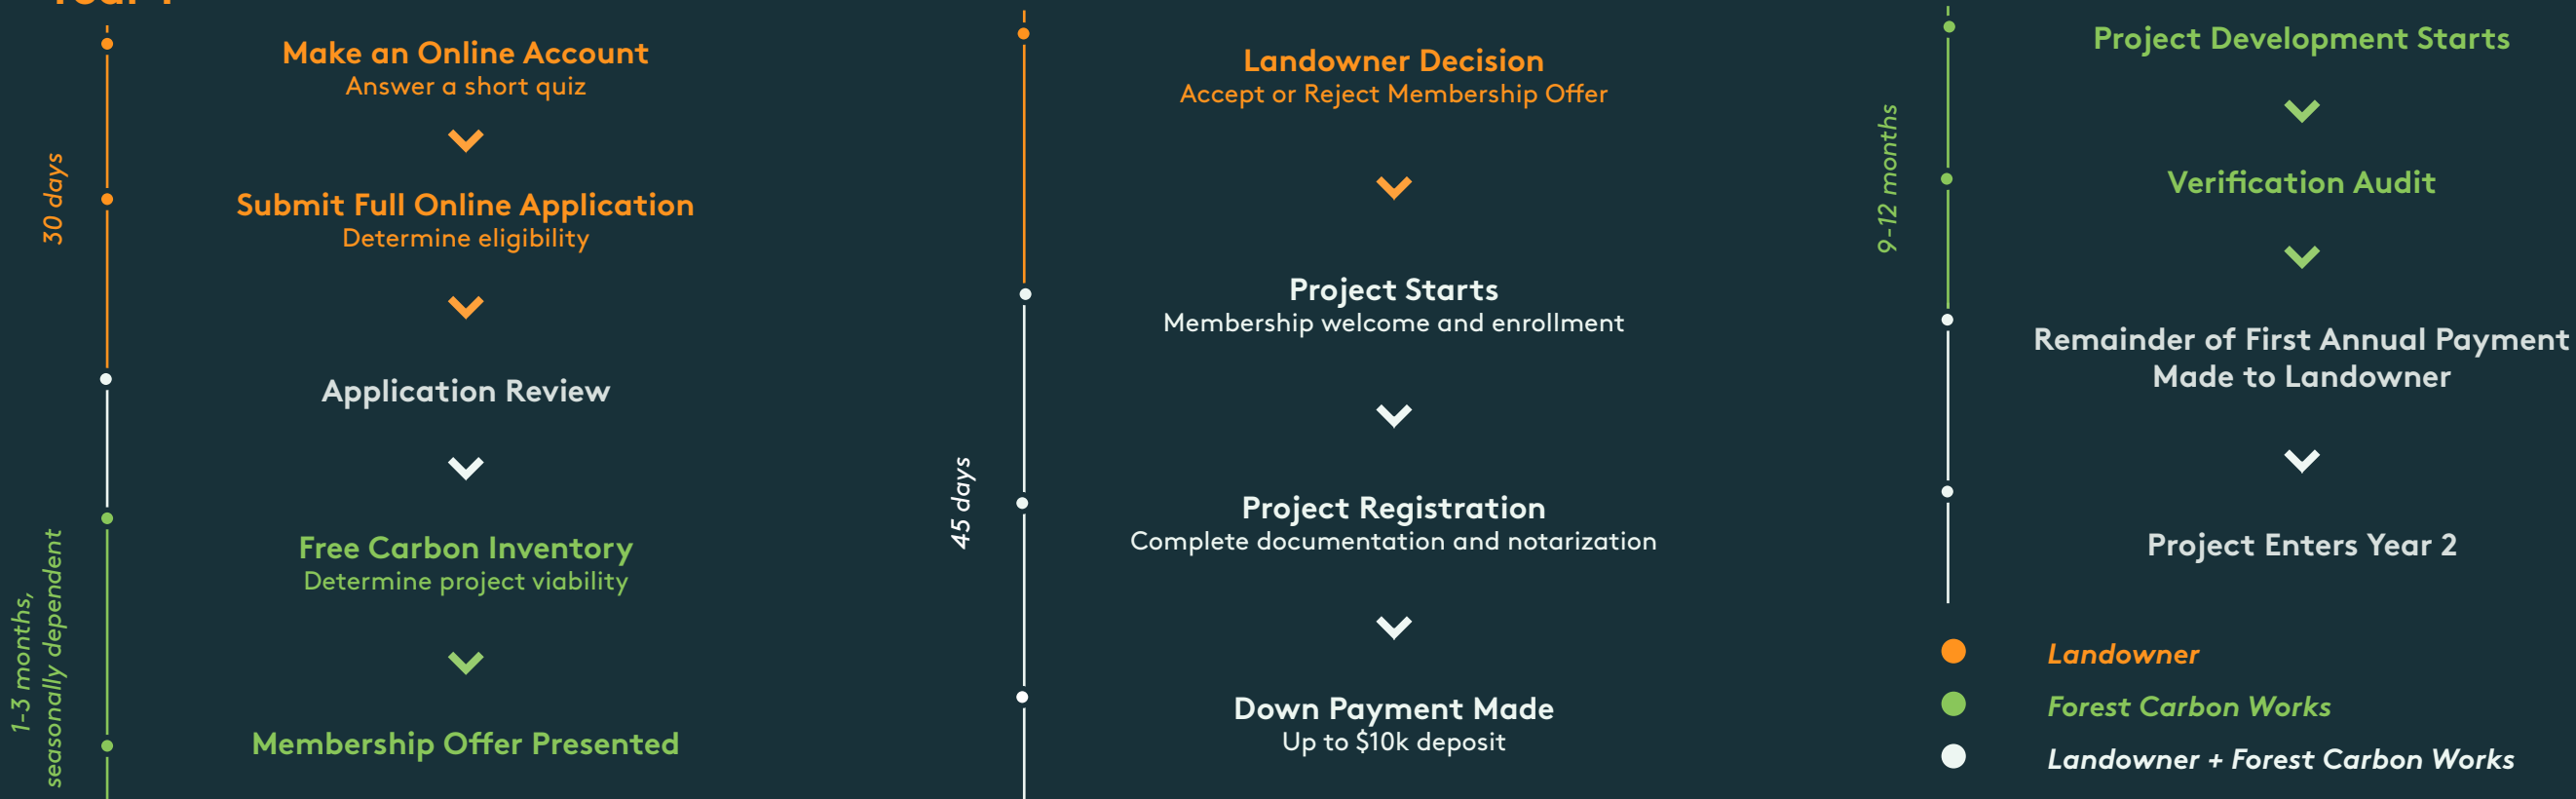 Make an Online Account
Answer a short quiz
30 days
Submit Full Online Application
Determine eligibility
Application Review
Free Carbon Inventory
Determine project viability
1-3 months,
seasonally dependent
Membership Offer Presented
Landowner Decision
Accept or Reject Membership Offer
Project Starts
Membership welcome and enrollment
45 days
Project Registration
Complete documentation and notarization
Down Payment Made
Up to $10k deposit
Project Development Starts
9-12 months
Verification Audit
Remainder of First Annual Payment
Made to Landowner
Project Enters Year 2
Landowner
Forest Carbon Works
Landowner + Forest Carbon Works